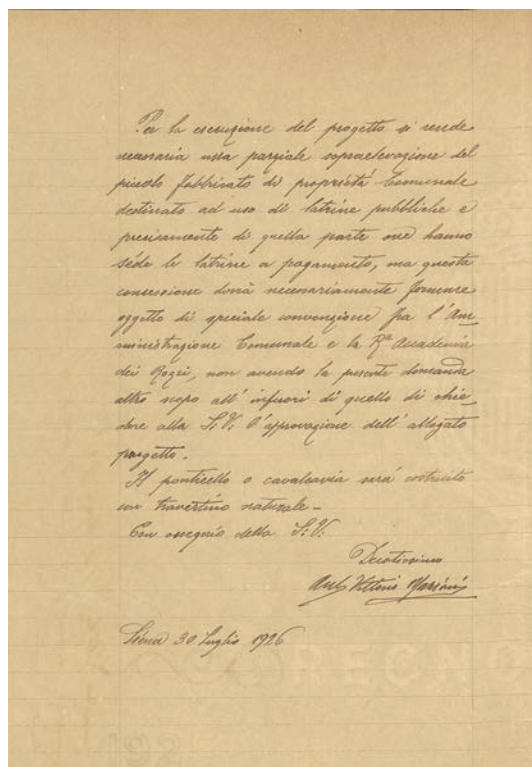 Per la esecuzione del progetto si rende
necessaria una parziale sopraelevazione del
piccolo fabbricato di proprietà Comunale
destinato ad uso di latrine pubbliche e
precisamente di quella parte ove hanno
sede le latrine a pagamento, ma questa
concessione dovrà necessariamente formare
oggetto di speciale convenzione fra l'Am-
ministrazione Comunale e la R.ª Accademia
dei Rozzi, non avendo la presente domanda
altro scopo all'infuori di quello di chie-
dere alla S.V. l'approvazione dell'allegato
progetto.
Il ponticello o cavalcavia sarà costruito
con travertino naturale -
Con ossequio della S.V.
Devotissimo
Vittorio Mariani
Siena 30 Luglio 1926